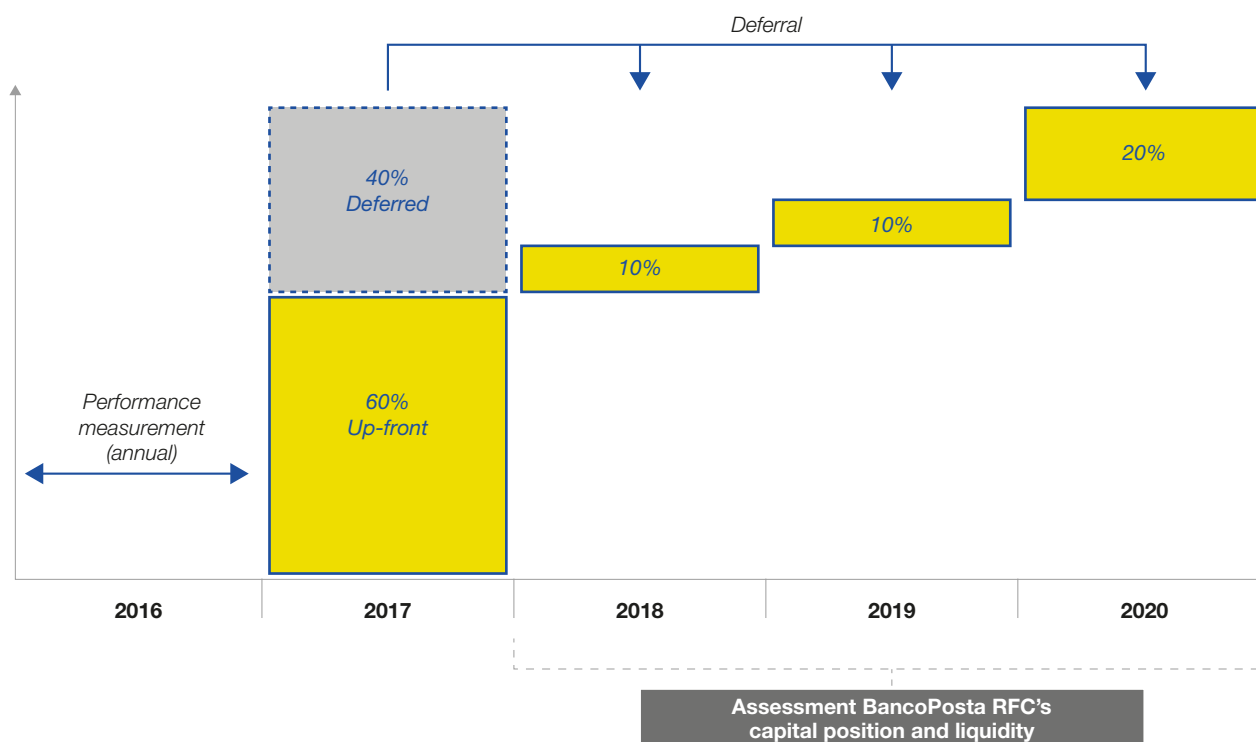 Deferral
40%
Deferred
20%
10%
10%
60%
Up-front
Performance
measurement
(annual)
2016
2017
2018
2019
2020
Assessment BancoPosta RFC's
capital position and liquidity